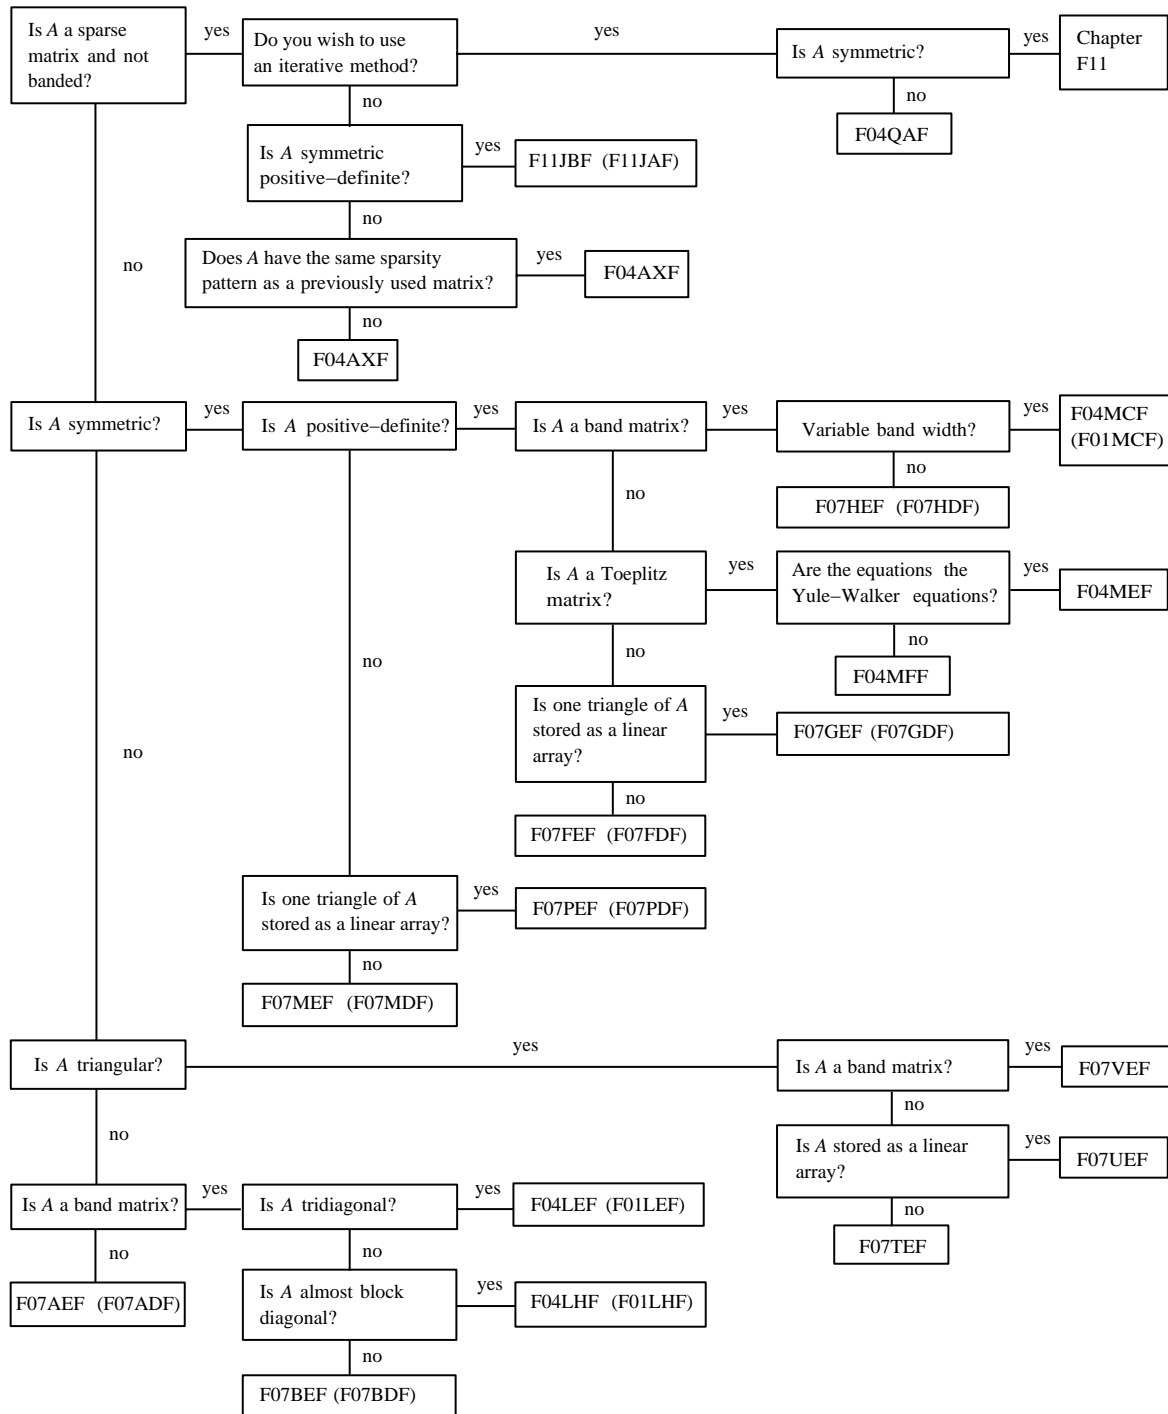 Is A a sparse
matrix and not
banded?
yes
Do you wish to use
an iterative method?
yes
Is A symmetric?
yes
Chapter
F11
no
no
F04QAF
Is A symmetric
positive–definite?
yes
F11JBF (F11JAF)
no
no
Does A have the same sparsity
pattern as a previously used matrix?
yes
F04AXF
no
F04AXF
Is A symmetric?
yes
Is A positive–definite?
yes
Is A a band matrix?
yes
Variable band width?
yes
F04MCF
(F01MCF)
no
no
F07HEF (F07HDF)
Is A a Toeplitz
matrix?
yes
Are the equations the
Yule–Walker equations?
yes
F04MEF
no
no
no
F04MFF
Is one triangle of A
stored as a linear
array?
yes
F07GEF (F07GDF)
no
no
F07FEF (F07FDF)
Is one triangle of A
stored as a linear array?
yes
F07PEF (F07PDF)
no
F07MEF (F07MDF)
Is A triangular?
yes
Is A a band matrix?
yes
F07VEF
no
no
Is A stored as a linear
array?
yes
F07UEF
Is A a band matrix?
yes
Is A tridiagonal?
yes
F04LEF (F01LEF)
no
F07TEF
no
no
F07AEF (F07ADF)
Is A almost block
diagonal?
yes
F04LHF (F01LHF)
no
F07BEF (F07BDF)